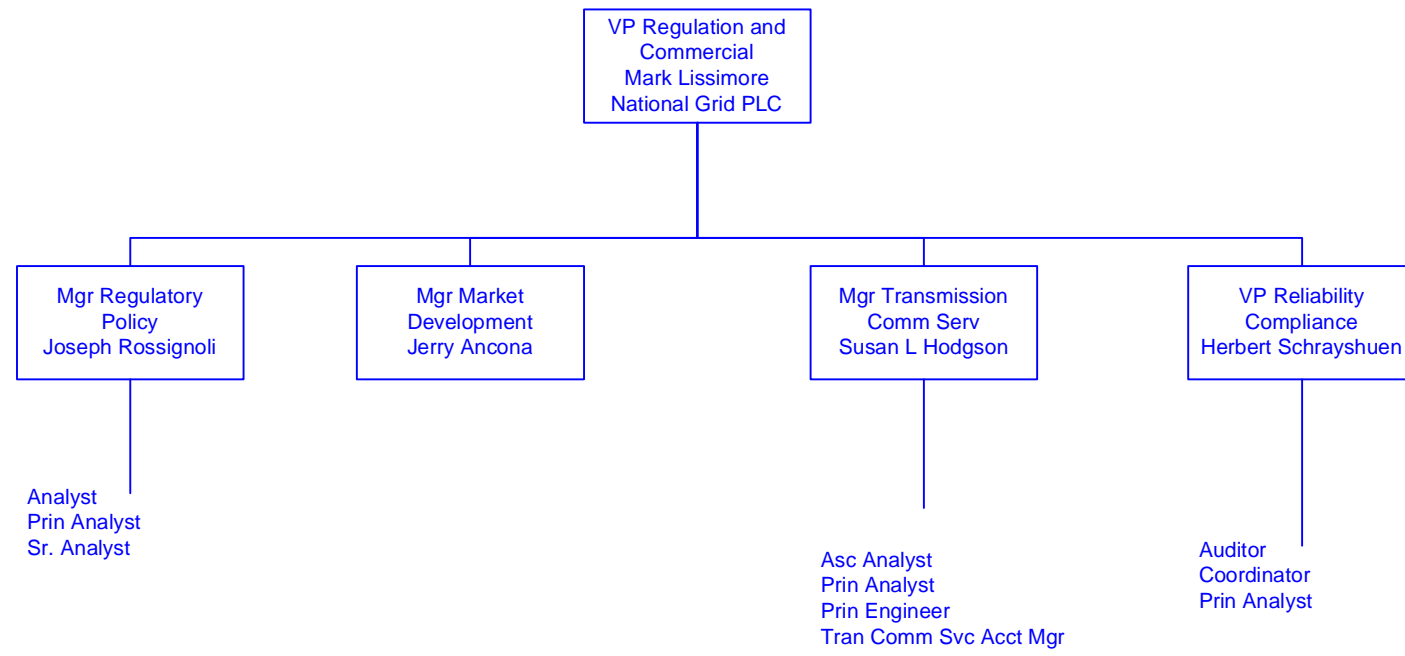 VP Regulation and
Commercial
Mark Lissimore
National Grid PLC
Mgr Regulatory
Policy
Joseph Rossignoli
Mgr Market
Development
Jerry Ancona
Mgr Transmission
Comm Serv
Susan L Hodgson
VP Reliability
Compliance
Herbert Schrayshuen
Analyst
Prin Analyst
Sr. Analyst
Asc Analyst
Prin Analyst
Prin Engineer
Tran Comm Svc Acct Mgr
Auditor
Coordinator
Prin Analyst